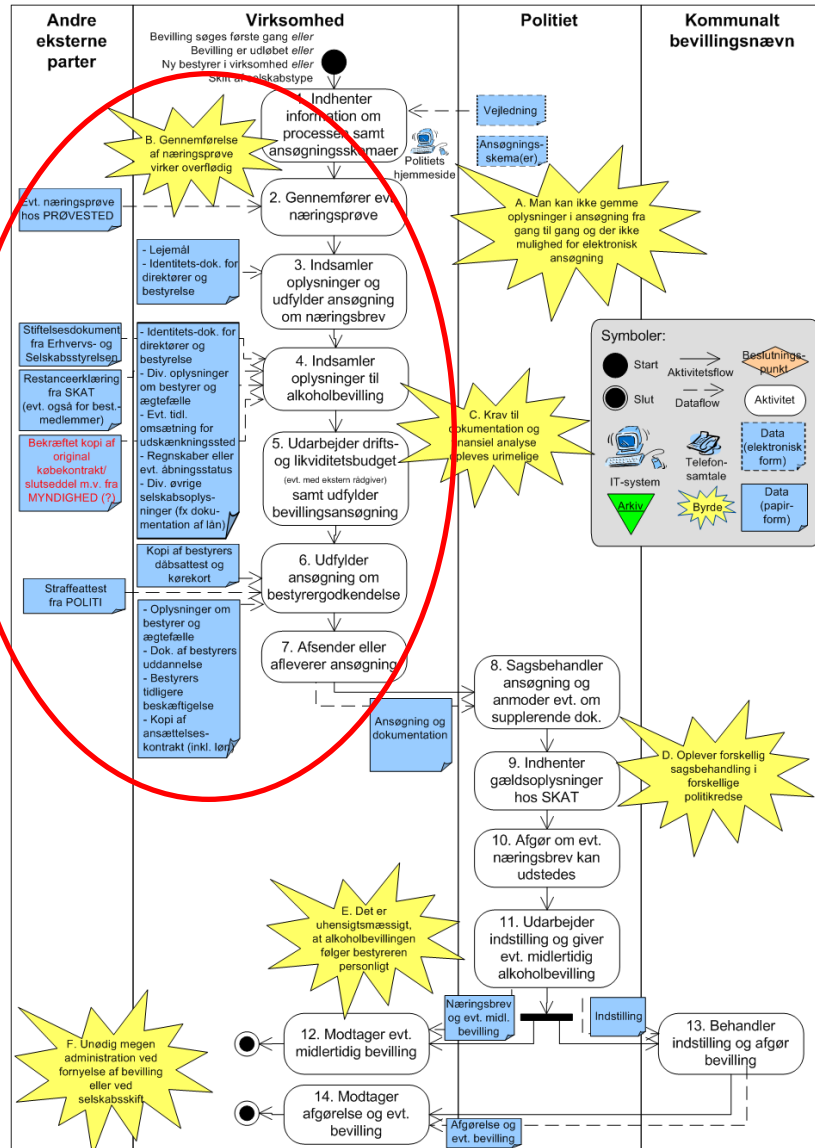 Andre
eksterne
parter
Virksomhed
Politiet
Kommunalt
bevillingsnævn
Bevilling søges første gang eller
Bevilling er udløbet eller
Ny bestyrer i virksomhed eller
Skift af selskabstype
1. Indhenter
information om
processen samt
ansøgningsskemaer
Vejledning
Ansøgnings-
skema(er)
Politiets
hjemmeside
B. Gennemførelse
af næringsprøve
virker overflødig
A. Man kan ikke gemme
oplysninger i ansøgning fra
gang til gang og der ikke
mulighed for elektronisk
ansøgning
Evt. næringsprøve
hos PRØVESTED
2. Gennemfører evt.
næringsprøve
- Lejemål
- Identitets-dok. for
direktører og
bestyrelse
3. Indsamler
oplysninger og
udfylder ansøgning
om næringsbrev
Stiftelsesdokument
fra Erhvervs- og
Selskabsstyrelsen
Restanceerklæring
fra SKAT
(evt. også for best.-
medlemmer)
Bekræftet kopi af
original
købekontrakt/
slutseddel m.v. fra
MYNDIGHED (?)
- Identitets-dok. for
direktører og
bestyrelse
- Div. oplysninger
om bestyrer og
ægtefælle
- Evt. tidl.
omsætning for
udskænkningssted
- Regnskaber eller
evt. åbningsstatus
- Div. øvrige
selskabsoplys-
ninger (fx doku-
mentation af lån)
4. Indsamler
oplysninger til
alkoholbevilling
5. Udarbejder drifts-
og likviditetsbudget
(evt. med ekstern rådgiver)
samt udfylder
bevillingsansøgning
C. Krav til
dokumentation og
finansiel analyse
opleves urimelige
Symboler:
Start
Aktivitetsflow
Beslutnings-
punkt
Slut
Dataflow
Aktivitet
IT-system
Telefon-
samtale
Data
(elektronisk
form)
Arkiv
Byrde
Data
(papir-
form)
Kopi af bestyrers
dåbsattest og
kørekort
6. Udfylder
ansøgning om
bestyrergodkendelse
Straffeattest
fra POLITI
- Oplysninger om
bestyrer og
ægtefælle
- Dok. af bestyrers
uddannelse
- Bestyrers
tidligere
beskæftigelse
- Kopi af
ansættelses-
kontrakt (inkl. løn)
7. Afsender eller
afleverer ansøgning
Ansøgning og
dokumentation
8. Sagsbehandler
ansøgning og
anmoder evt. om
supplerende dok.
9. Indhenter
gældsoplysninger
hos SKAT
D. Oplever forskellig
sagsbehandling i
forskellige
politikredse
10. Afgør om evt.
næringsbrev kan
udstedes
E. Det er
uhensigtsmæssigt,
at alkoholbevillingen
følger bestyreren
personligt
11. Udarbejder
indstilling og giver
evt. midlertidig
alkoholbevilling
Næringsbrev
og evt. midl.
bevilling
Indstilling
F. Unødig megen
administration ved
fornyelse af bevilling
eller ved
selskabsskift
12. Modtager evt.
midlertidig bevilling
13. Behandler
indstilling og afgør
bevilling
14. Modtager
afgørelse og evt.
bevilling
Afgørelse og
evt. bevilling